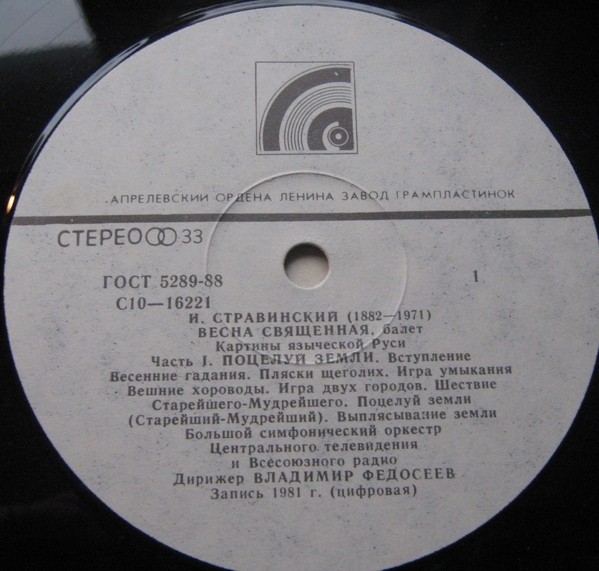 АПРЕЛЕВСКИЙ ОРДЕНА ЛЕНИНА ЗАВОД ГРАМПЛАСТИНОК
СТЕРЕО 33
ГОСТ 5289-88 1
С10—16221
И. СТРАВИНСКИЙ (1882—1971)
ВЕСНА СВЯЩЕННАЯ, балет
Картины языческой Руси
Часть I. ПОЦЕЛУЙ ЗЕМЛИ. Вступление
Весенние гадания. Пляски щеголих. Игра умыкания
Вешние хороводы. Игра двух городов. Шествие
Старейшего-Мудрейшего. Поцелуй земли
(Старейший-Мудрейший). Выплясывание земли
Большой симфонический оркестр
Центрального телевидения
и Всесоюзного радио
Дирижер ВЛАДИМИР ФЕДОСЕЕВ
Запись 1981 г. (цифровая)